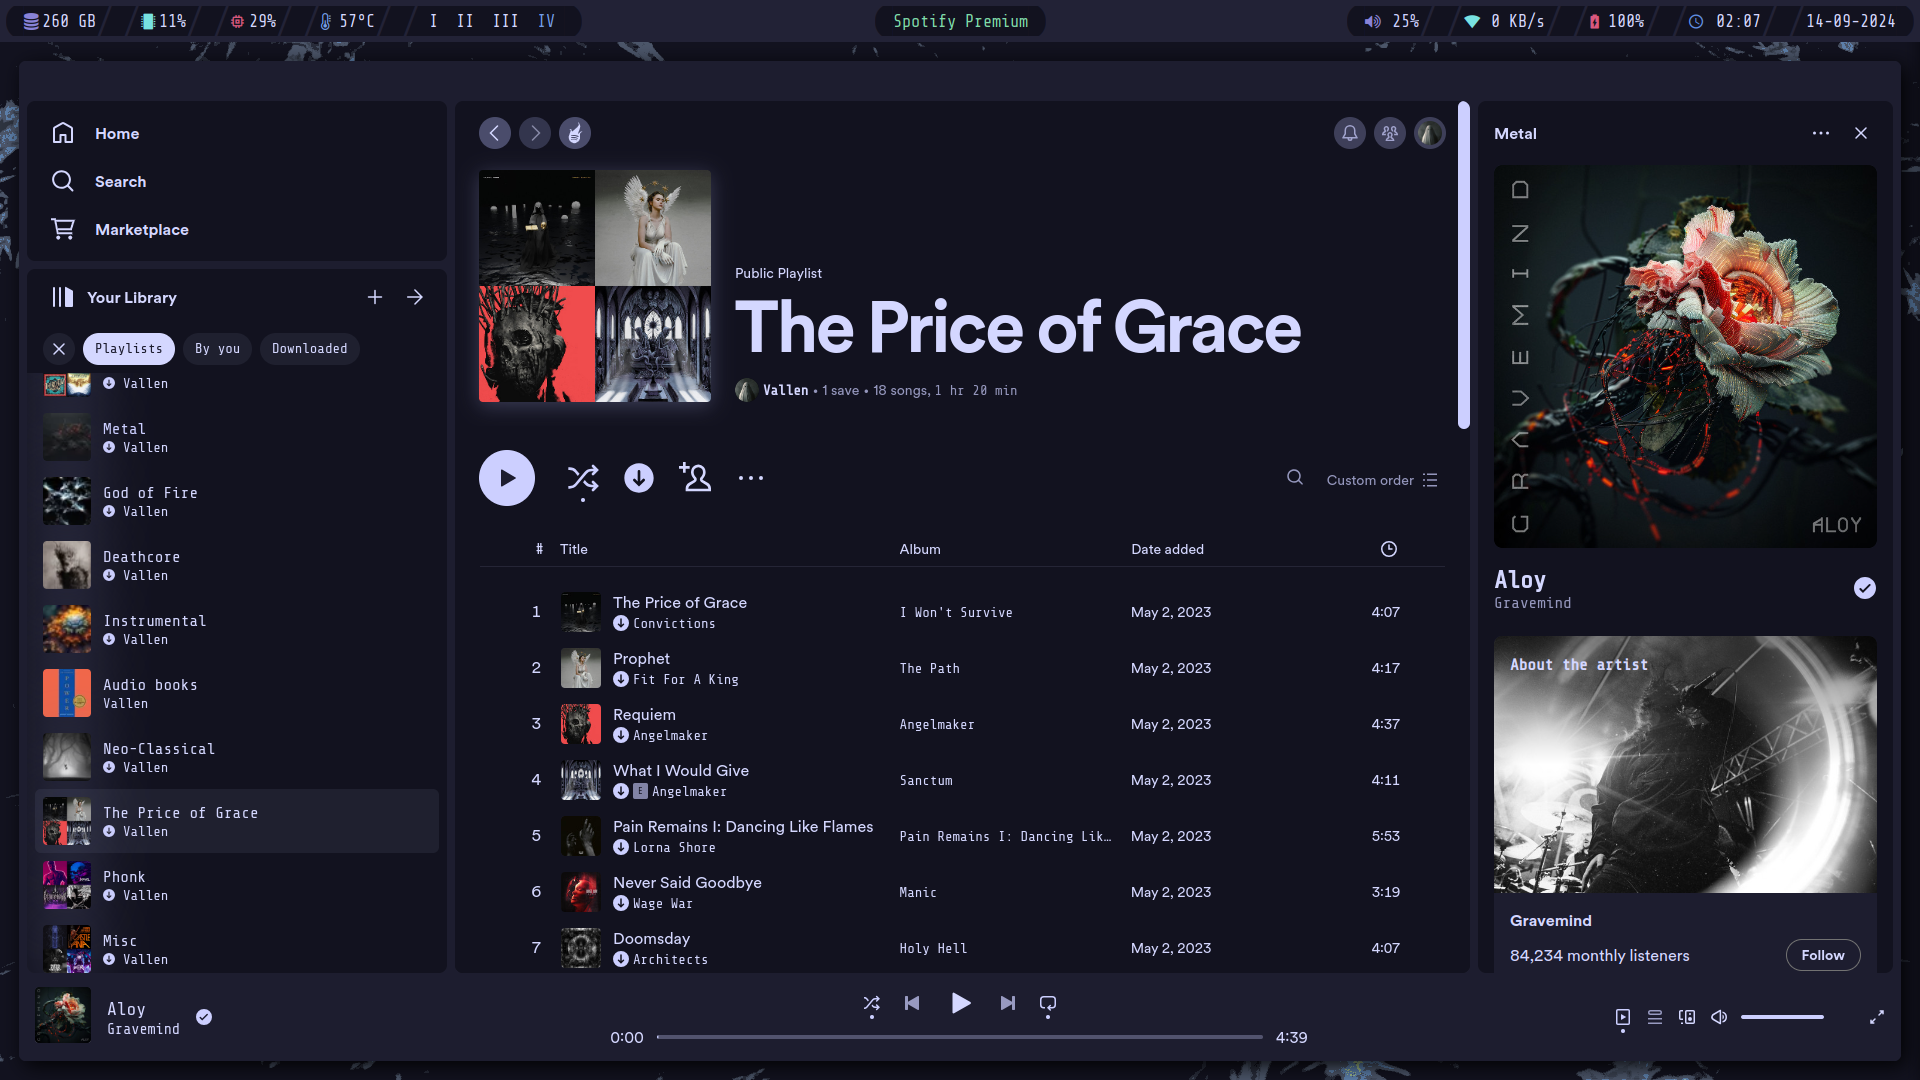 260 GB 11% 29% 57°C I II III IV
Spotify Premium
25% 0 KB/s 100% 02:07 14-09-2024
Home
Search
Marketplace
Your Library
Playlists By you Downloaded
Vallen
Metal
Vallen
God of Fire
Vallen
Deathcore
Vallen
Instrumental
Vallen
Audio books
Vallen
Neo-Classical
Vallen
The Price of Grace
Vallen
Phonk
Vallen
Misc
Vallen
Public Playlist
The Price of Grace
Vallen • 1 save • 18 songs, 1 hr 20 min
Custom order
# Title Album Date added
1 The Price of Grace I Won't Survive May 2, 2023 4:07
Convictions
2 Prophet The Path May 2, 2023 4:17
Fit For A King
3 Requiem Angelmaker May 2, 2023 4:37
Angelmaker
4 What I Would Give Sanctum May 2, 2023 4:11
E Angelmaker
5 Pain Remains I: Dancing Like Flames Pain Remains I: Dancing Lik… May 2, 2023 5:53
Lorna Shore
6 Never Said Goodbye Manic May 2, 2023 3:19
Wage War
7 Doomsday Holy Hell May 2, 2023 4:07
Architects
Metal
GRAVEMIND
ALOY
Aloy
Gravemind
About the artist
Gravemind
84,234 monthly listeners Follow
Aloy
Gravemind
0:00 4:39